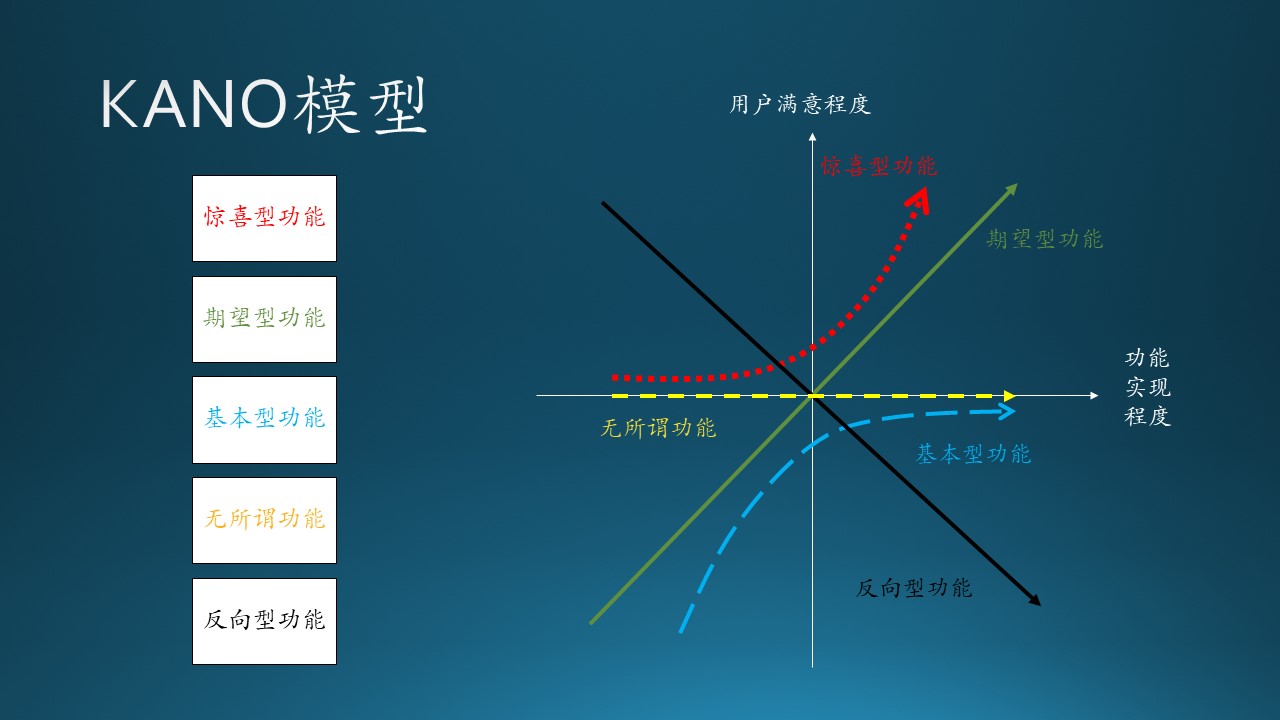 KANO模型
惊喜型功能
期望型功能
基本型功能
无所谓功能
反向型功能
用户满意程度
惊喜型功能
期望型功能
功能
实现
程度
无所谓功能
基本型功能
反向型功能